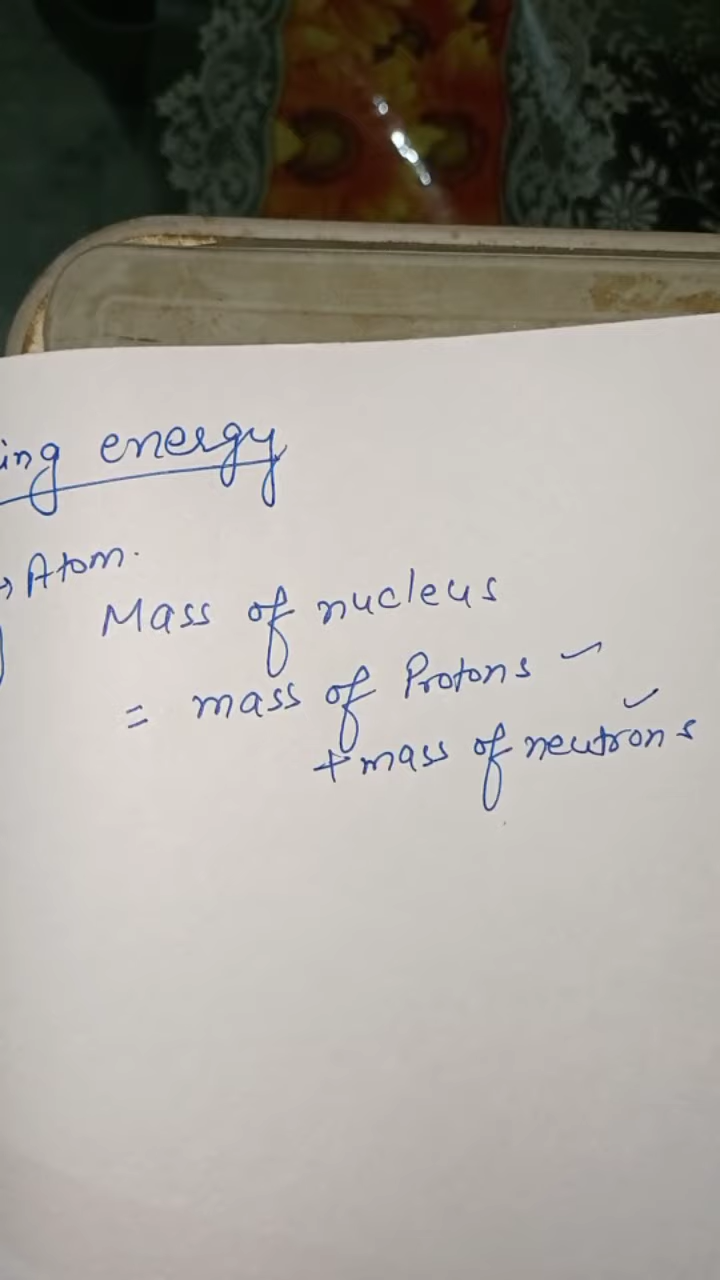 ing energy
→ Atom.
Mass of nucleus
= mass of Protons
+ mass of neutrons